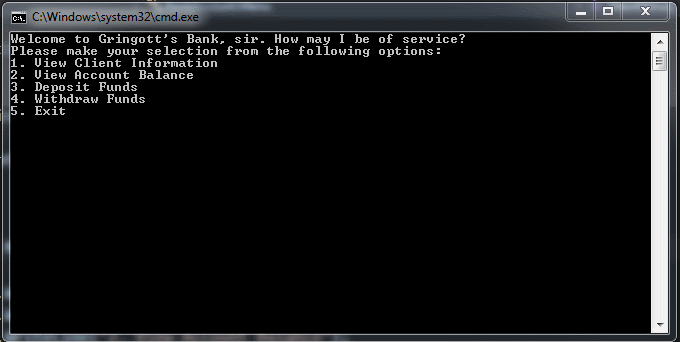 C:\Windows\system32\cmd.exe
Welcome to Gringott's Bank, sir. How may I be of service?
Please make your selection from the following options:
1. View Client Information
2. View Account Balance
3. Deposit Funds
4. Withdraw Funds
5. Exit